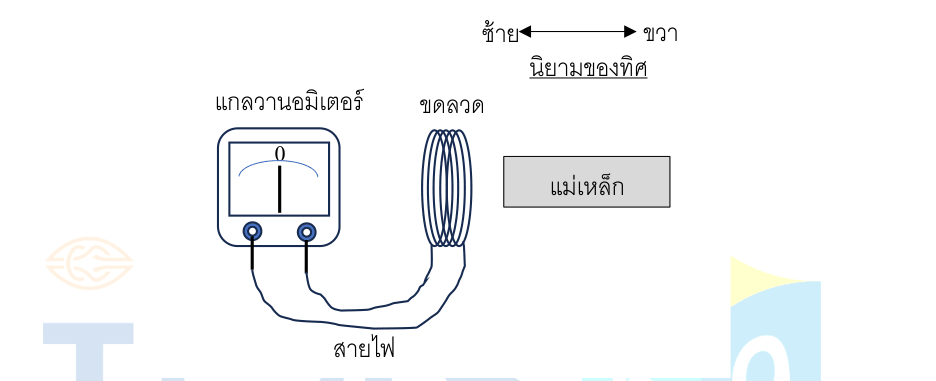 ซ้าย ขวา
นิยามของทิศ
แกลวานอมิเตอร์ ขดลวด
0
แม่เหล็ก
สายไฟ